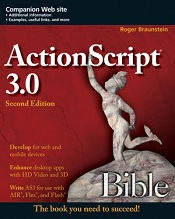 Companion Web site
• Additional information
• Examples, useful links, and more
Roger Braunstein
ActionScript®
3.0
Second Edition
Develop for web and
mobile devices
Enhance desktop apps
with HD Video and 3D
Write AS3 for use with
AIR®, Flex®, and Flash®
Bible
The book you need to succeed!